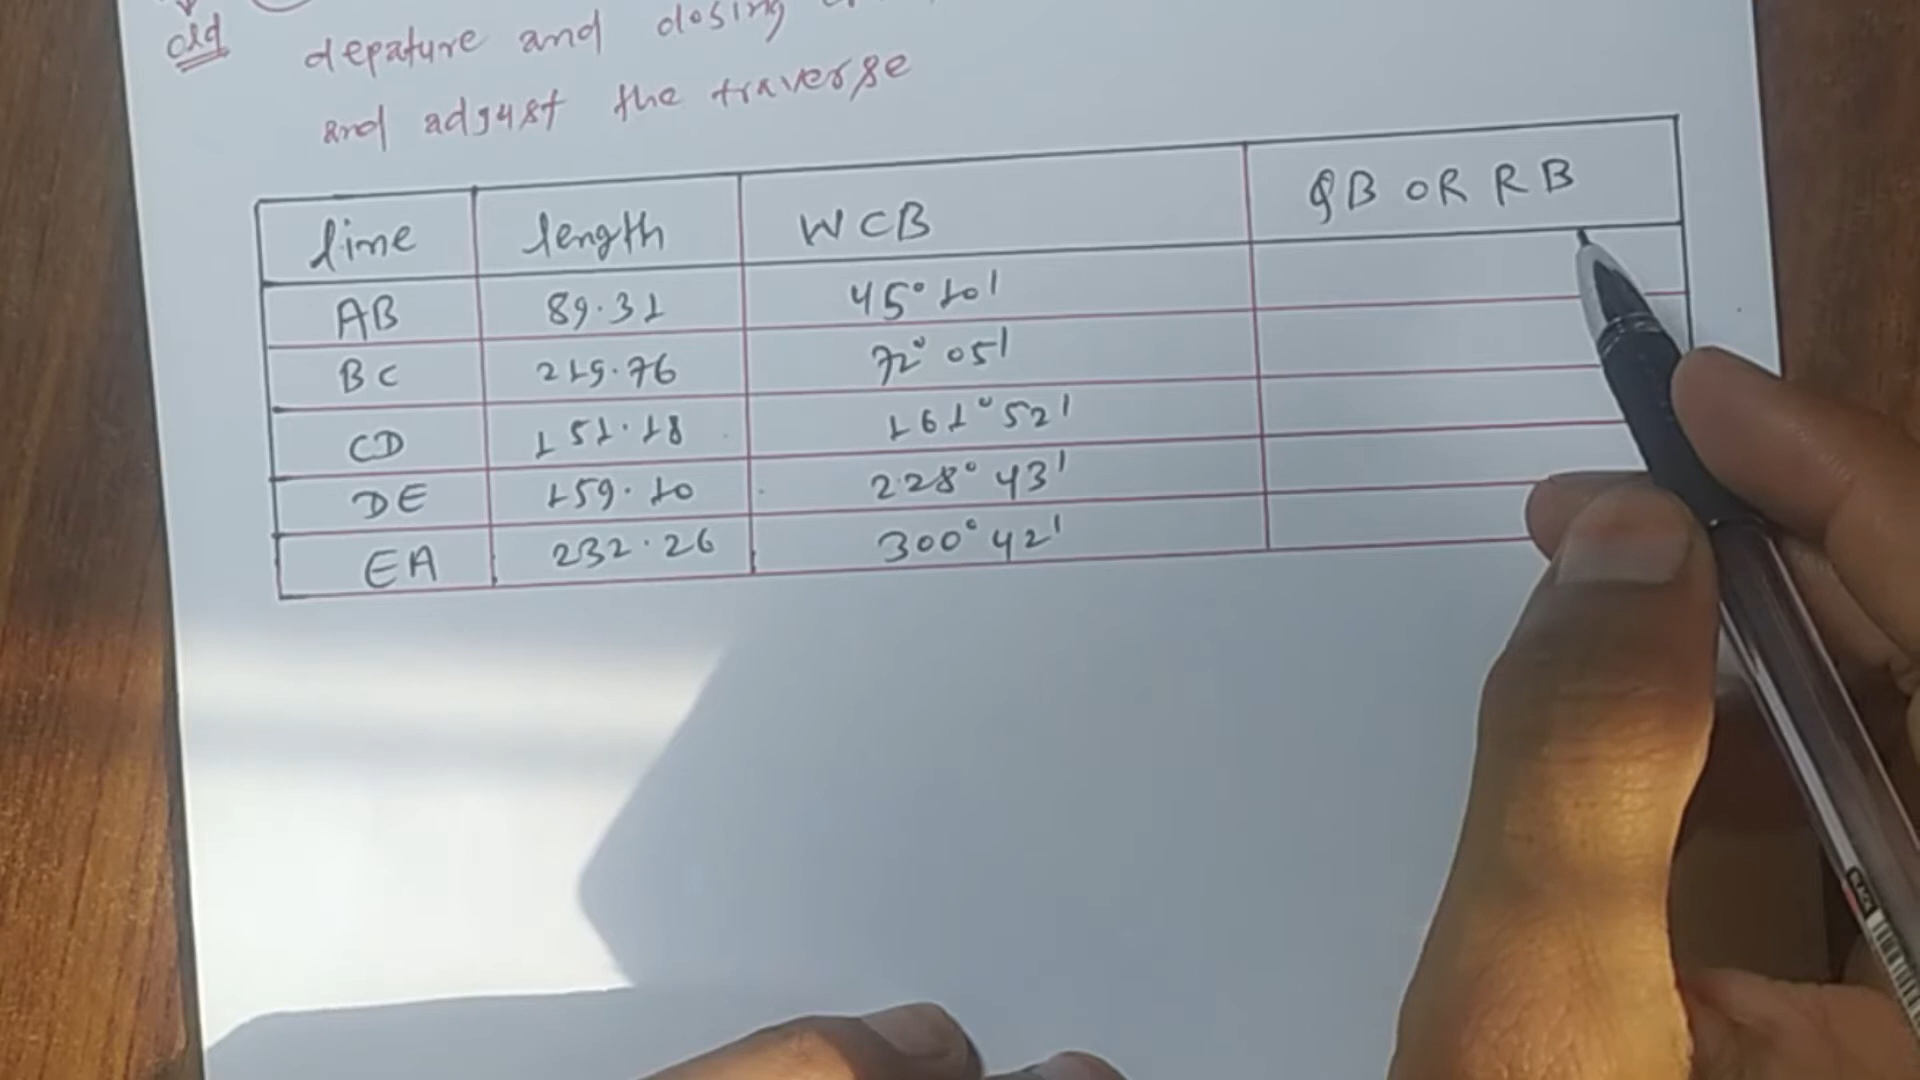 old depature and closing
and adjust the traverse
line length WCB QB OR RB
AB 89.31 45° 10'
BC 219.76 72° 05'
CD 151.18 161° 52'
DE 159.10 228° 43'
EA 232.26 300° 42'